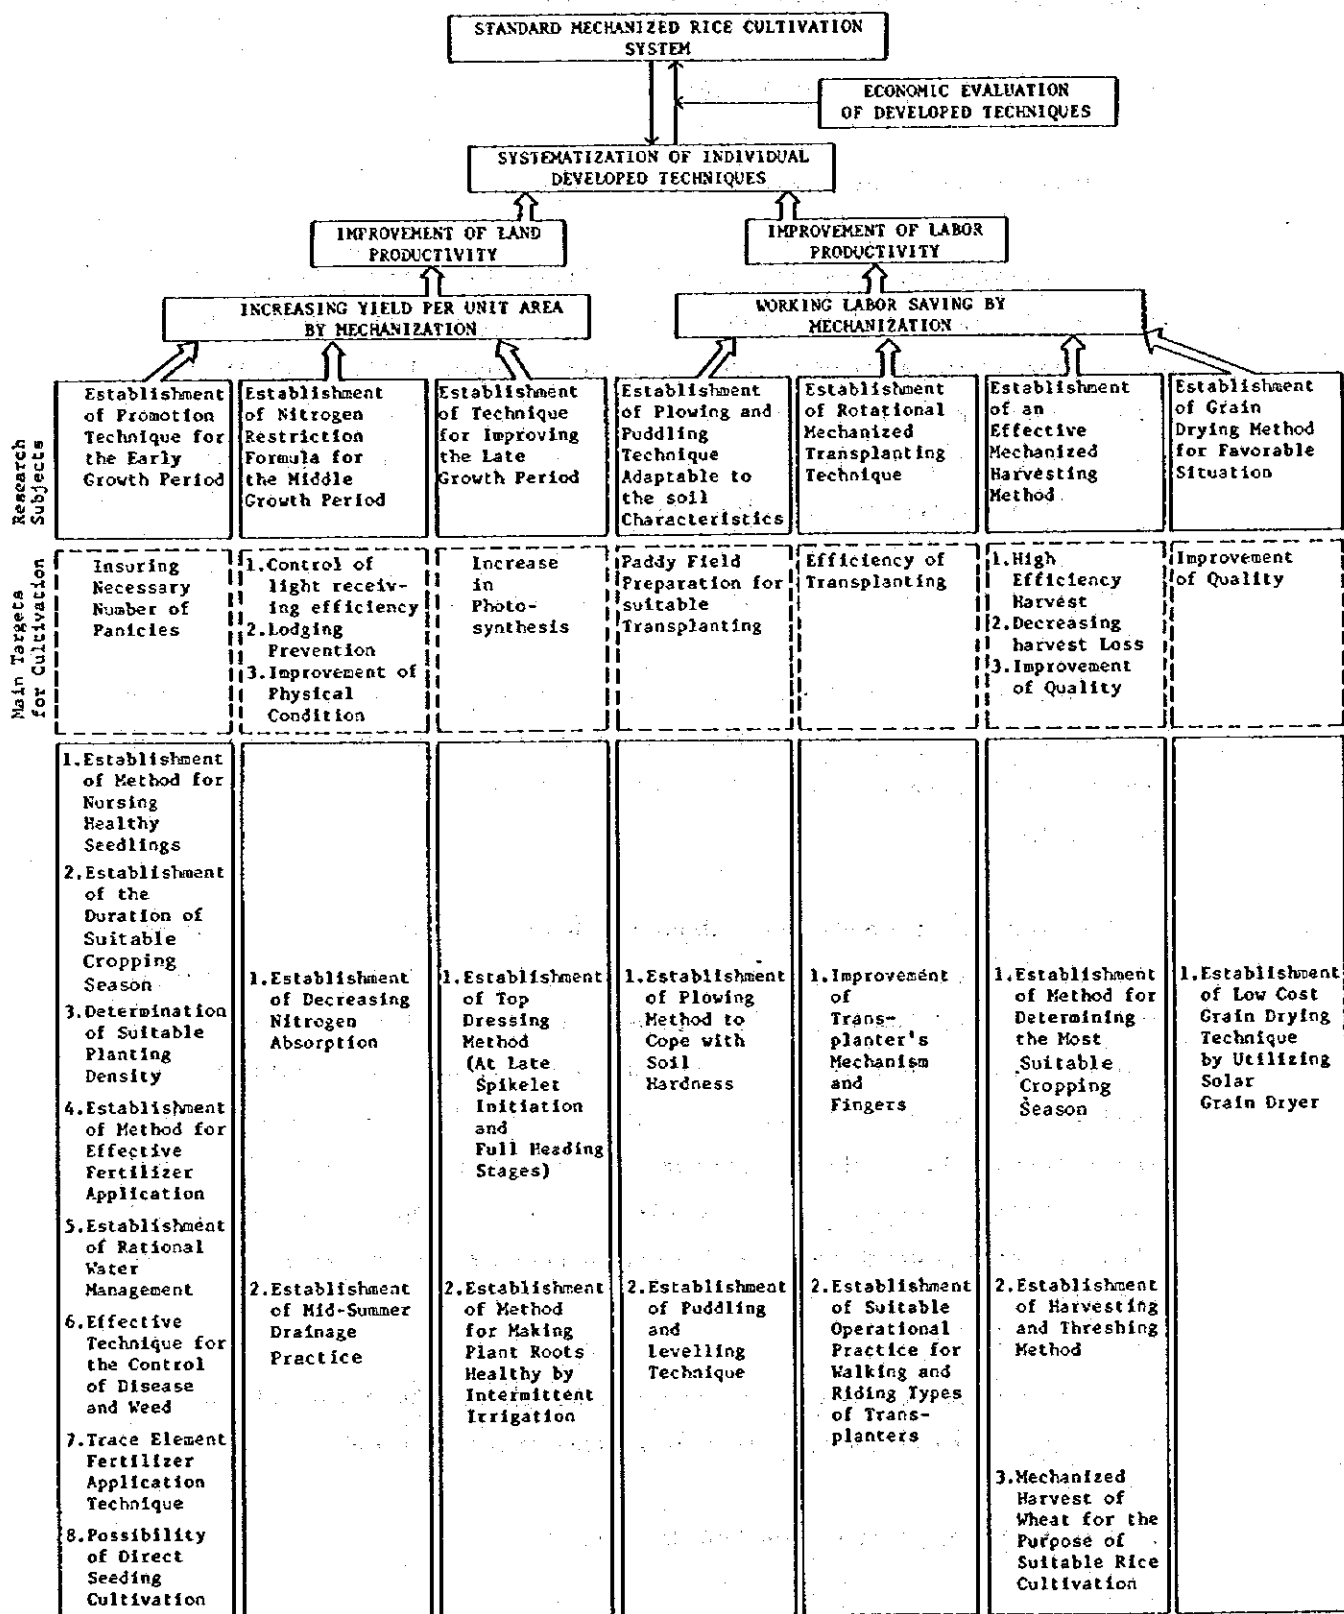 STANDARD MECHANIZED RICE CULTIVATION
SYSTEM
ECONOMIC EVALUATION
OF DEVELOPED TECHNIQUES
SYSTEMATIZATION OF INDIVIDUAL
DEVELOPED TECHNIQUES
IMPROVEMENT OF LAND
PRODUCTIVITY
IMPROVEMENT OF LABOR
PRODUCTIVITY
INCREASING YIELD PER UNIT AREA
BY MECHANIZATION
WORKING LABOR SAVING BY
MECHANIZATION
Research
Subjects
Establishment
of Promotion
Technique for
the Early
Growth Period
Establishment
of Nitrogen
Restriction
Formula for
the Middle
Growth Period
Establishment
of Technique
for Improving
the Late
Growth Period
Establishment
of Plowing and
Puddling
Technique
Adaptable to
the soil
Characteristics
Establishment
of Rotational
Mechanized
Transplanting
Technique
Establishment
of an
Effective
Mechanized
Harvesting
Method
Establishment
of Grain
Drying Method
for Favorable
Situation
Main Targets
for Cultivation
Insuring
Necessary
Number of
Panicies
1.Control of
light receiv-
ing efficiency
2.Lodging
Prevention
3.Improvement of
Physical
Condition
Increase
in
Photo-
synthesis
Paddy Field
Preparation for
suitable
Transplanting
Efficiency of
Transplanting
1.High
Efficiency
Harvest
2.Decreasing
harvest Loss
3.Improvement
of Quality
Improvement
of Quality
1.Establishment
of Method for
Nursing
Healthy
Seedlings
2.Establishment
of the
Duration of
Suitable
Cropping
Season
3.Determination
of Suitable
Planting
Density
4.Establishment
of Method for
Effective
Fertilizer
Application
5.Establishment
of Rational
Water
Management
6.Effective
Technique for
the Control
of Disease
and Weed
7.Trace Element
Fertilizer
Application
Technique
8.Possibility
of Direct
Seeding
Cultivation
1.Establishment
of Decreasing
Nitrogen
Absorption
2.Establishment
of Mid-Summer
Drainage
Practice
1.Establishment
of Top
Dressing
Method
(At Late
Spikelet
Initiation
and
Full Heading
Stages)
2.Establishment
of Method
for Making
Plant Roots
Healthy by
Intermittent
Irrigation
1.Establishment
of Plowing
Method to
Cope with
Soil
Hardness
2.Establishment
of Puddling
and
levelling
Technique
1.Improvement
of
Trans-
planter's
Mechanism
and
Fingers
2.Establishment
of Suitable
Operational
Practice for
Walking and
Riding Types
of Trans-
planters
1.Establishment
of Method for
Determining
the Most
Suitable
Cropping
Season
2.Establishment
of Harvesting
and Threshing
Method
3.Mechanized
Harvest of
Wheat for the
Purpose of
Suitable Rice
Cultivation
1.Establishment
of Low Cost
Grain Drying
Technique
by Utilizing
Solar
Grain Dryer